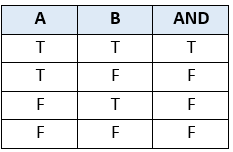 A B AND
T T T
T F F
F T F
F F F